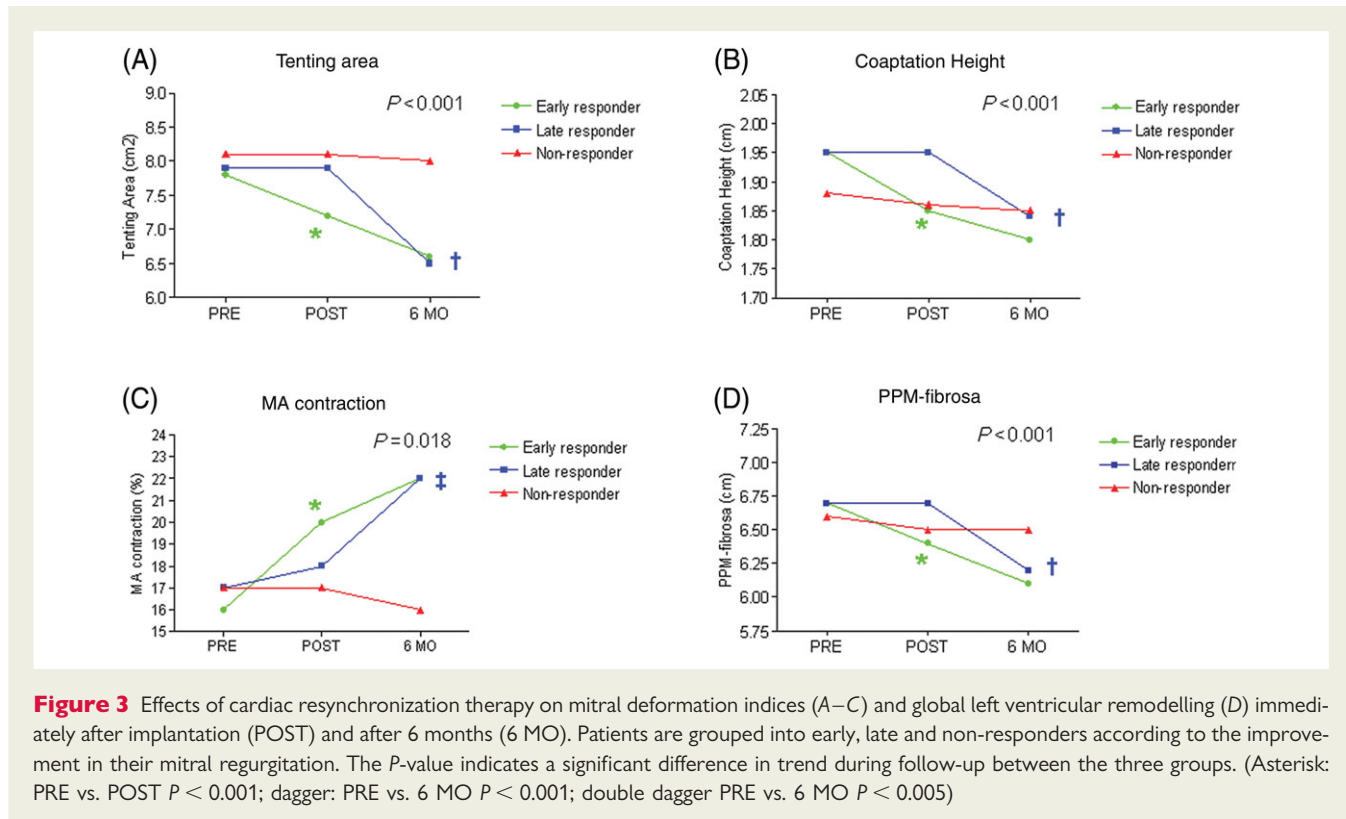 (A)
Tenting area
P<0.001
Tenting Area (cm2)
9.0
8.5
8.0
7.5
7.0
6.5
6.0
PRE POST 6 MO
Early responder
Late responder
Non-responder
*
†
(B)
Coaptation Height
P<0.001
Coaptation Height (cm)
2.05
2.00
1.95
1.90
1.85
1.80
1.70
PRE POST 6 MO
Early responder
Late responder
Non-responder
*
†
(C)
MA contraction
P=0.018
MA contraction (%)
24
23
22
21
20
19
18
17
16
15
PRE POST 6 MO
Early responder
Late responder
Non-responder
*
‡
(D)
PPM-fibrosa
P<0.001
PPM-fibrosa (cm)
7.25
7.00
6.75
6.50
6.25
6.00
5.75
PRE POST 6 MO
Early responder
Late responderr
Non-responder
*
†
Figure 3 Effects of cardiac resynchronization therapy on mitral deformation indices (A–C) and global left ventricular remodelling (D) immedi-
ately after implantation (POST) and after 6 months (6 MO). Patients are grouped into early, late and non-responders according to the improve-
ment in their mitral regurgitation. The P-value indicates a significant difference in trend during follow-up between the three groups. (Asterisk:
PRE vs. POST P < 0.001; dagger: PRE vs. 6 MO P < 0.001; double dagger PRE vs. 6 MO P < 0.005)